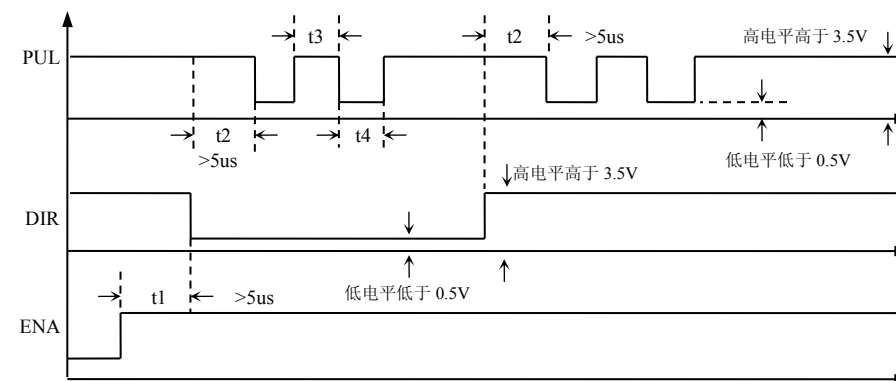 t3
t2
>5us
高电平高于 3.5V
PUL
t2
t4
>5us
低电平低于 0.5V
高电平高于 3.5V
DIR
低电平低于 0.5V
t1
>5us
ENA